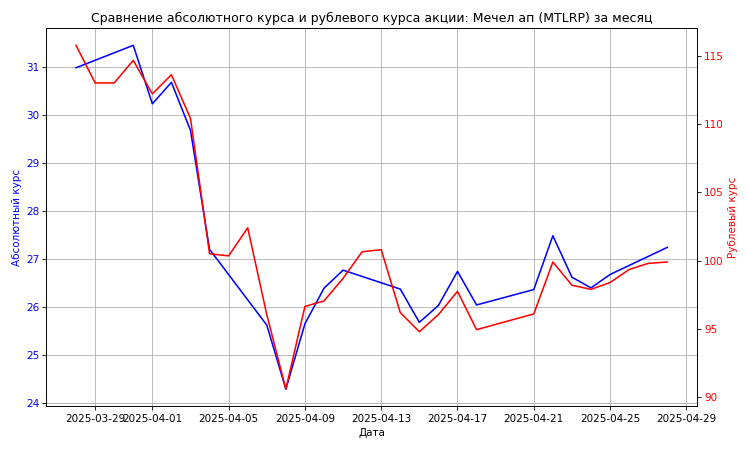 Сравнение абсолютного курса и рублевого курса акции: Мечел ап (MTLRP) за месяц
31
30
29
28
27
26
25
24
Абсолютный курс
115
110
105
100
95
90
Рублевый курс
2025-03-29 2025-04-01 2025-04-05 2025-04-09 2025-04-13 2025-04-17 2025-04-21 2025-04-25 2025-04-29
Дата